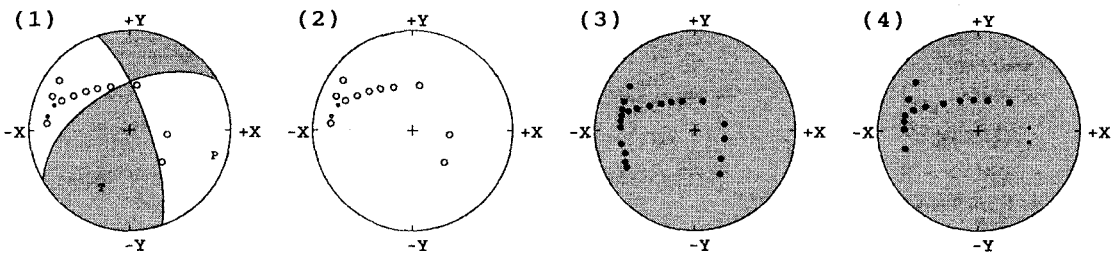 (1) +Y (2) +Y (3) +Y (4) +Y
-X +X -X +X -X +X -X +X
P
T
-Y -Y -Y -Y